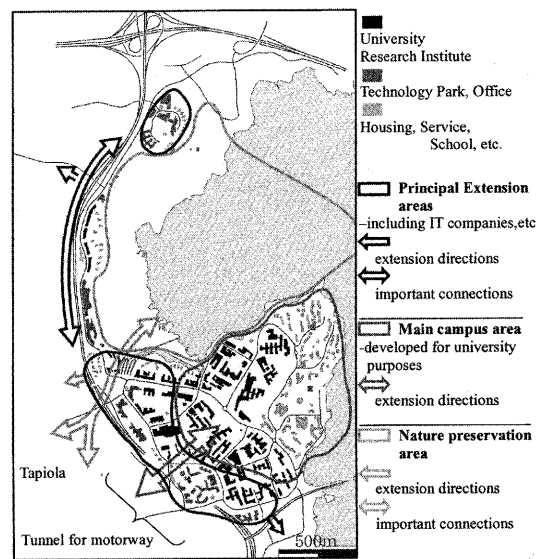 University
Research Institute
Technology Park, Office
Housing, Service,
School, etc.
Principal Extension
areas
–including IT companies,etc
extension directions
important connections
Main campus area
-developed for university
purposes
extension directions
Nature preservation
area
extension directions
important connections
Tapiola
Tunnel for motorway
500m